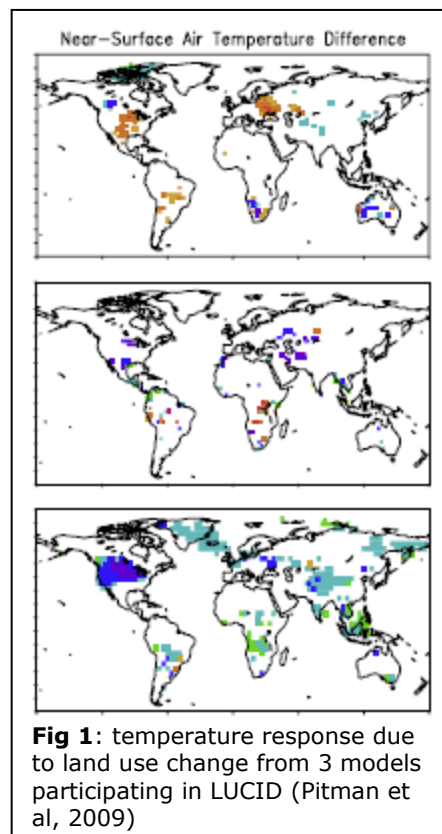 Near-Surface Air Temperature Difference
Fig 1: temperature response due
to land use change from 3 models
participating in LUCID (Pitman et
al, 2009)